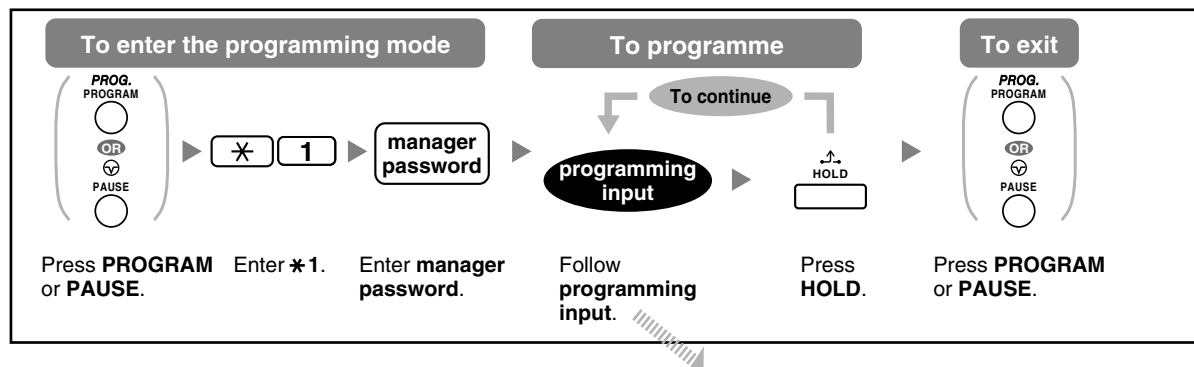 To enter the programming mode
To programme
To exit
PROG.
PROGRAM
OR
PAUSE
* 1
manager
password
To continue
programming
input
HOLD
PROG.
PROGRAM
OR
PAUSE
Press PROGRAM
or PAUSE.
Enter *1.
Enter manager
password.
Follow
programming
input.
Press
HOLD.
Press PROGRAM
or PAUSE.